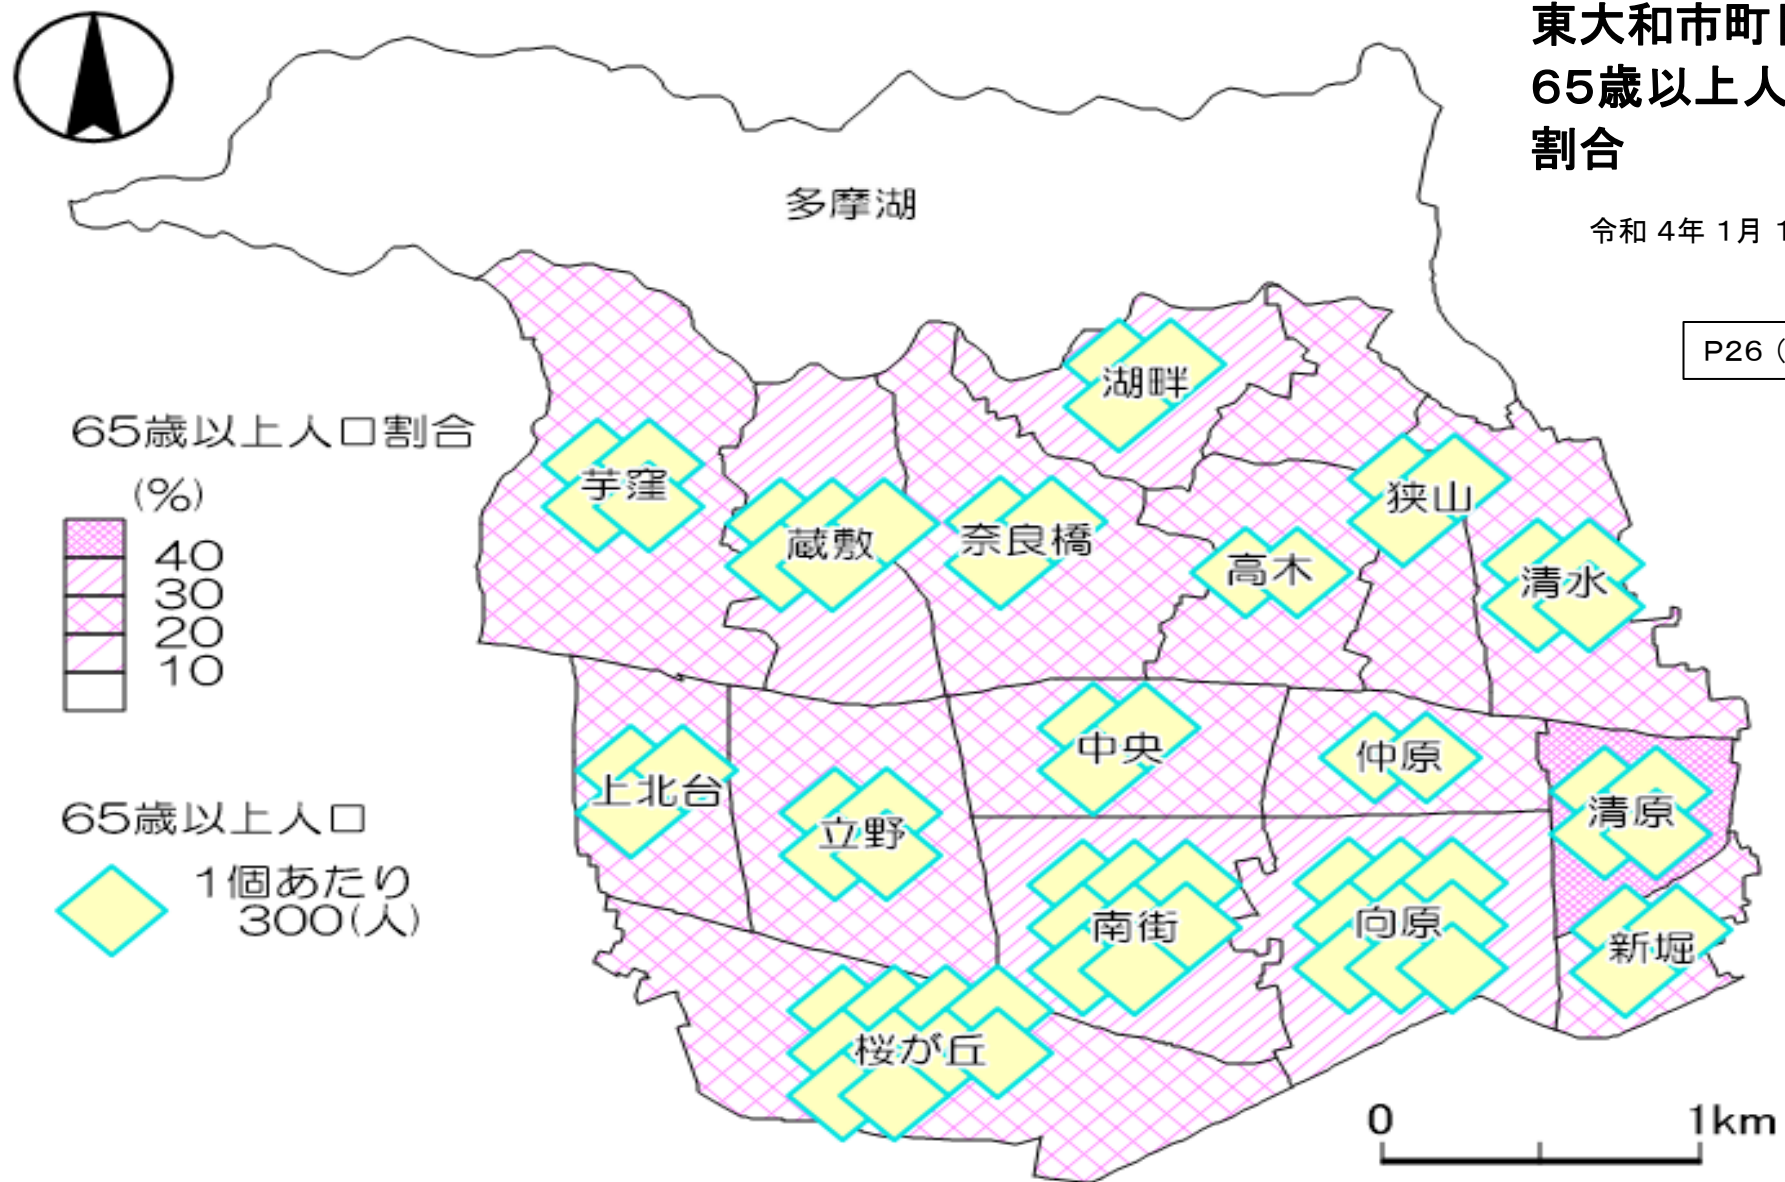 東大和市町
65歳以上人
割合
令和 4年 1月 1
P26（
多摩湖
湖畔
65歳以上人口割合
(%)
40
30
20
10
芋窪
蔵敷
奈良橋
狭山
高木
清水
中央
仲原
上北台
立野
清原
65歳以上人口
1個あたり
300(人)
南街
向原
新堀
桜が丘
0
1km